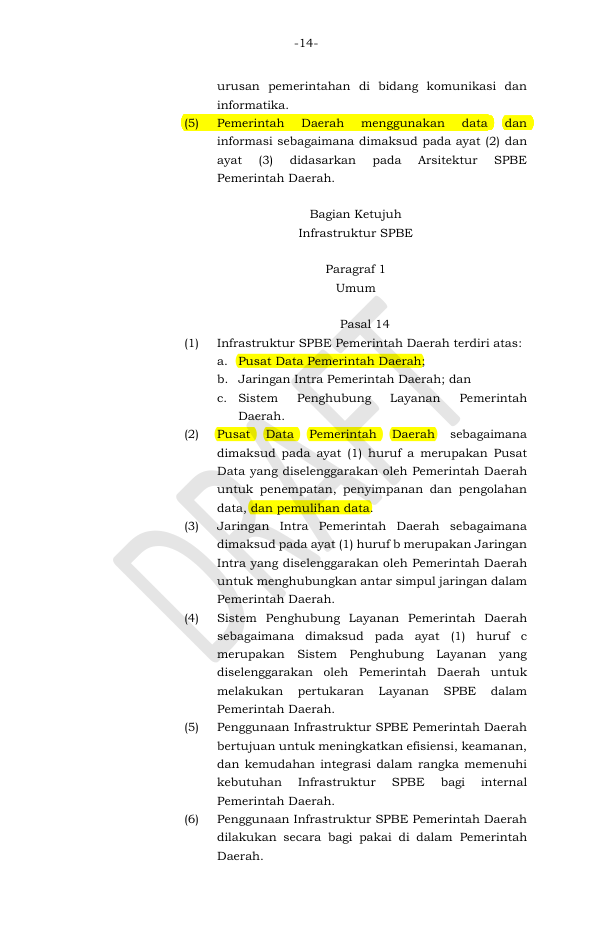 -14-
urusan pemerintahan di bidang komunikasi dan
informatika.
(5) Pemerintah Daerah menggunakan data dan
informasi sebagaimana dimaksud pada ayat (2) dan
ayat (3) didasarkan pada Arsitektur SPBE
Pemerintah Daerah.
Bagian Ketujuh
Infrastruktur SPBE
Paragraf 1
Umum
Pasal 14
(1) Infrastruktur SPBE Pemerintah Daerah terdiri atas:
a. Pusat Data Pemerintah Daerah;
b. Jaringan Intra Pemerintah Daerah; dan
c. Sistem Penghubung Layanan Pemerintah
Daerah.
(2) Pusat Data Pemerintah Daerah sebagaimana
dimaksud pada ayat (1) huruf a merupakan Pusat
Data yang diselenggarakan oleh Pemerintah Daerah
untuk penempatan, penyimpanan dan pengolahan
data, dan pemulihan data.
(3) Jaringan Intra Pemerintah Daerah sebagaimana
dimaksud pada ayat (1) huruf b merupakan Jaringan
Intra yang diselenggarakan oleh Pemerintah Daerah
untuk menghubungkan antar simpul jaringan dalam
Pemerintah Daerah.
(4) Sistem Penghubung Layanan Pemerintah Daerah
sebagaimana dimaksud pada ayat (1) huruf c
merupakan Sistem Penghubung Layanan yang
diselenggarakan oleh Pemerintah Daerah untuk
melakukan pertukaran Layanan SPBE dalam
Pemerintah Daerah.
(5) Penggunaan Infrastruktur SPBE Pemerintah Daerah
bertujuan untuk meningkatkan efisiensi, keamanan,
dan kemudahan integrasi dalam rangka memenuhi
kebutuhan Infrastruktur SPBE bagi internal
Pemerintah Daerah.
(6) Penggunaan Infrastruktur SPBE Pemerintah Daerah
dilakukan secara bagi pakai di dalam Pemerintah
Daerah.
DRAFT